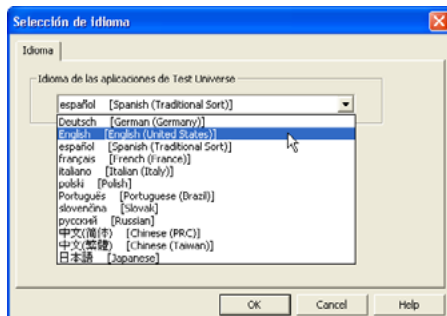 Selección de idioma
Idioma
Idioma de las aplicaciones de Test Universe
español [Spanish (Traditional Sort)]
Deutsch [German (Germany)]
English [English (United States)]
español [Spanish (Traditional Sort)]
français [French (France)]
italiano [Italian (Italy)]
polski [Polish]
Português [Portuguese (Brazil)]
slovenčina [Slovak]
русский [Russian]
中文(简体) [Chinese (PRC)]
中文(繁體) [Chinese (Taiwan)]
日本語 [Japanese]
OK Cancel Help